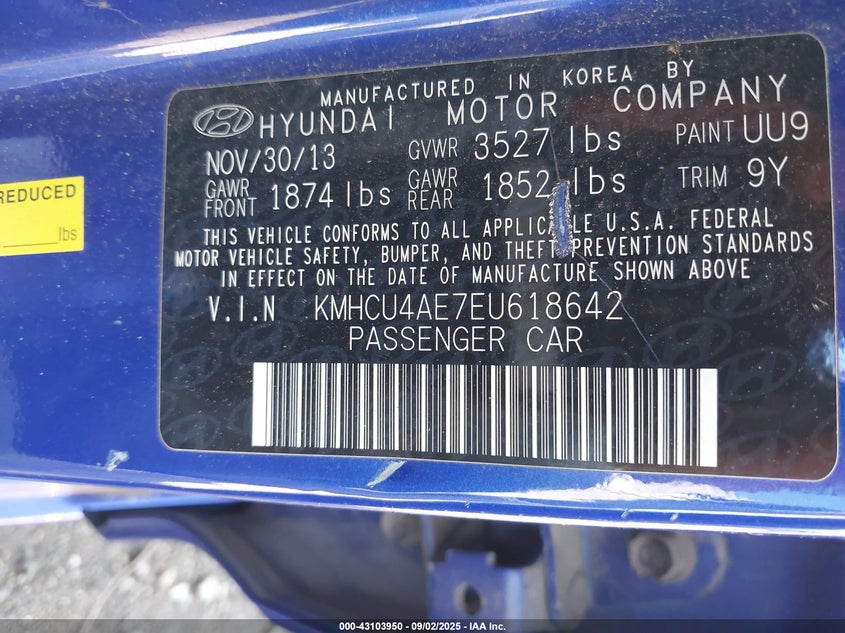 MANUFACTURED IN KOREA BY
HYUNDAI MOTOR COMPANY
NOV/30/13 GVWR 3527 lbs PAINT UU9
GAWR FRONT 1874 lbs GAWR REAR 1852 lbs TRIM 9Y
THIS VEHICLE CONFORMS TO ALL APPLICABLE U.S.A. FEDERAL
MOTOR VEHICLE SAFETY, BUMPER, AND THEFT PREVENTION STANDARDS
IN EFFECT ON THE DATE OF MANUFACTURE SHOWN ABOVE
V.I.N KMHCU4AE7EU618642
PASSENGER CAR
REDUCED
lbs
000-43103950 - 09/02/2025 - IAA Inc.